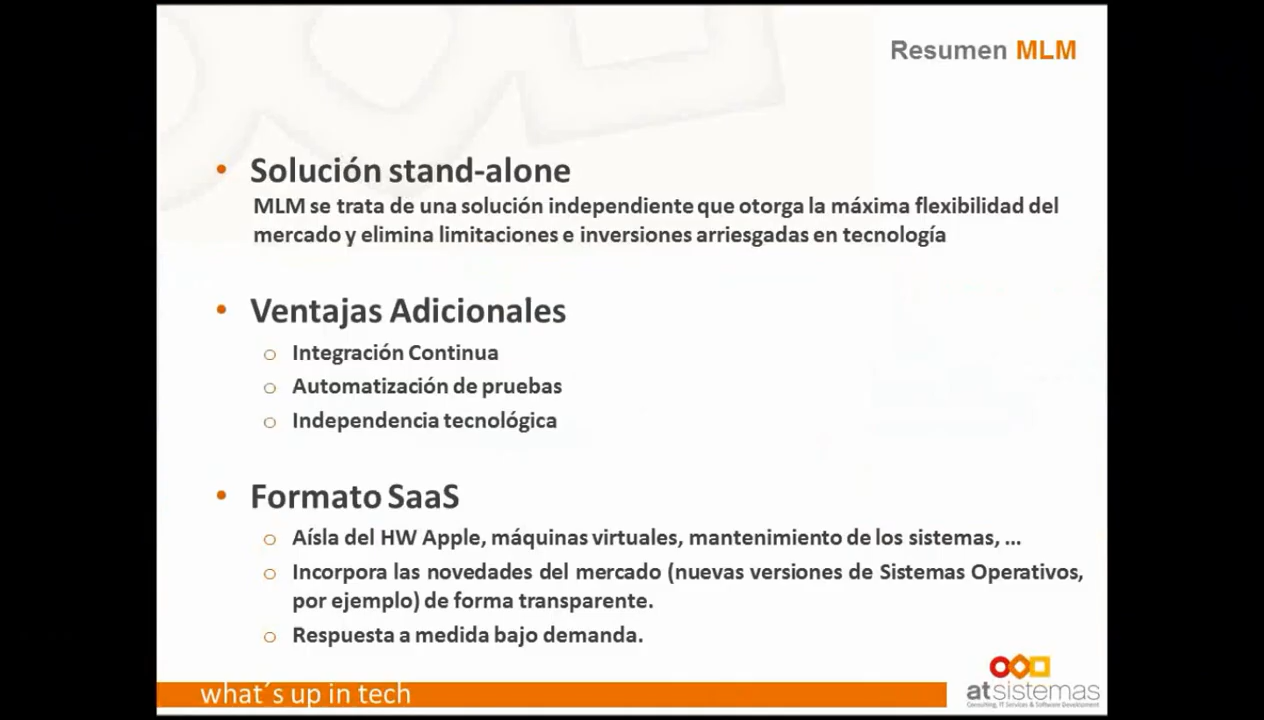 Resumen MLM
• Solución stand-alone
MLM se trata de una solución independiente que otorga la máxima flexibilidad del
mercado y elimina limitaciones e inversiones arriesgadas en tecnología
• Ventajas Adicionales
o Integración Continua
o Automatización de pruebas
o Independencia tecnológica
• Formato SaaS
o Aísla del HW Apple, máquinas virtuales, mantenimiento de los sistemas, ...
o Incorpora las novedades del mercado (nuevas versiones de Sistemas Operativos,
por ejemplo) de forma transparente.
o Respuesta a medida bajo demanda.
what´s up in tech
atsistemas
Consulting, IT Services & Software Development